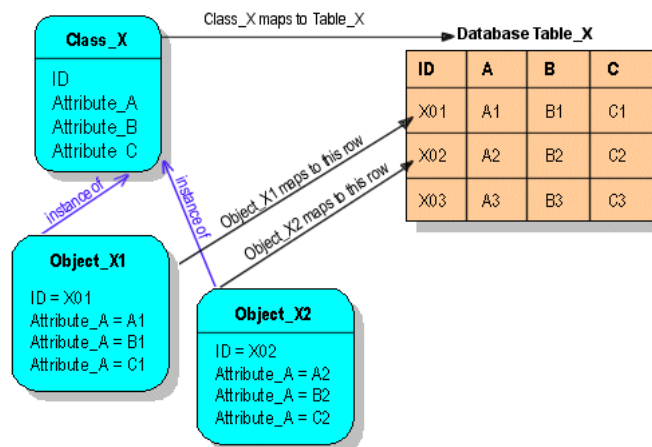 Class_X maps to Table_X
Class_X
ID
Attribute_A
Attribute_B
Attribute C
Database Table_X
ID A B C
X01 A1 B1 C1
X02 A2 B2 C2
X03 A3 B3 C3
instance of
instance of
Object_X1 maps to this row
Object_X2 maps to this row
Object_X1
ID = X01
Attribute_A = A1
Attribute_A = B1
Attribute_A = C1
Object_X2
ID = X02
Attribute_A = A2
Attribute_A = B2
Attribute_A = C2